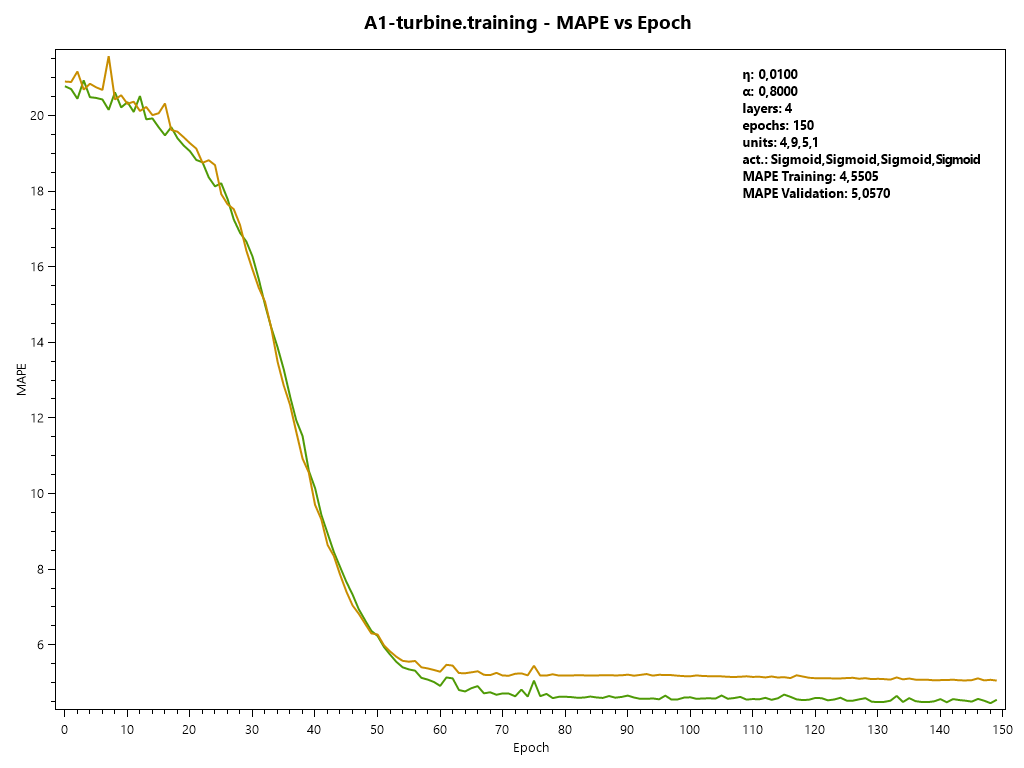 A1-turbine.training - MAPE vs Epoch
η: 0,0100
α: 0,8000
layers: 4
epochs: 150
units: 4,9,5,1
act.: Sigmoid,Sigmoid,Sigmoid,Sigmoid
MAPE Training: 4,5505
MAPE Validation: 5,0570
20
18
16
14
12
10
8
6
MAPE
0 10 20 30 40 50 60 70 80 90 100 110 120 130 140 150
Epoch